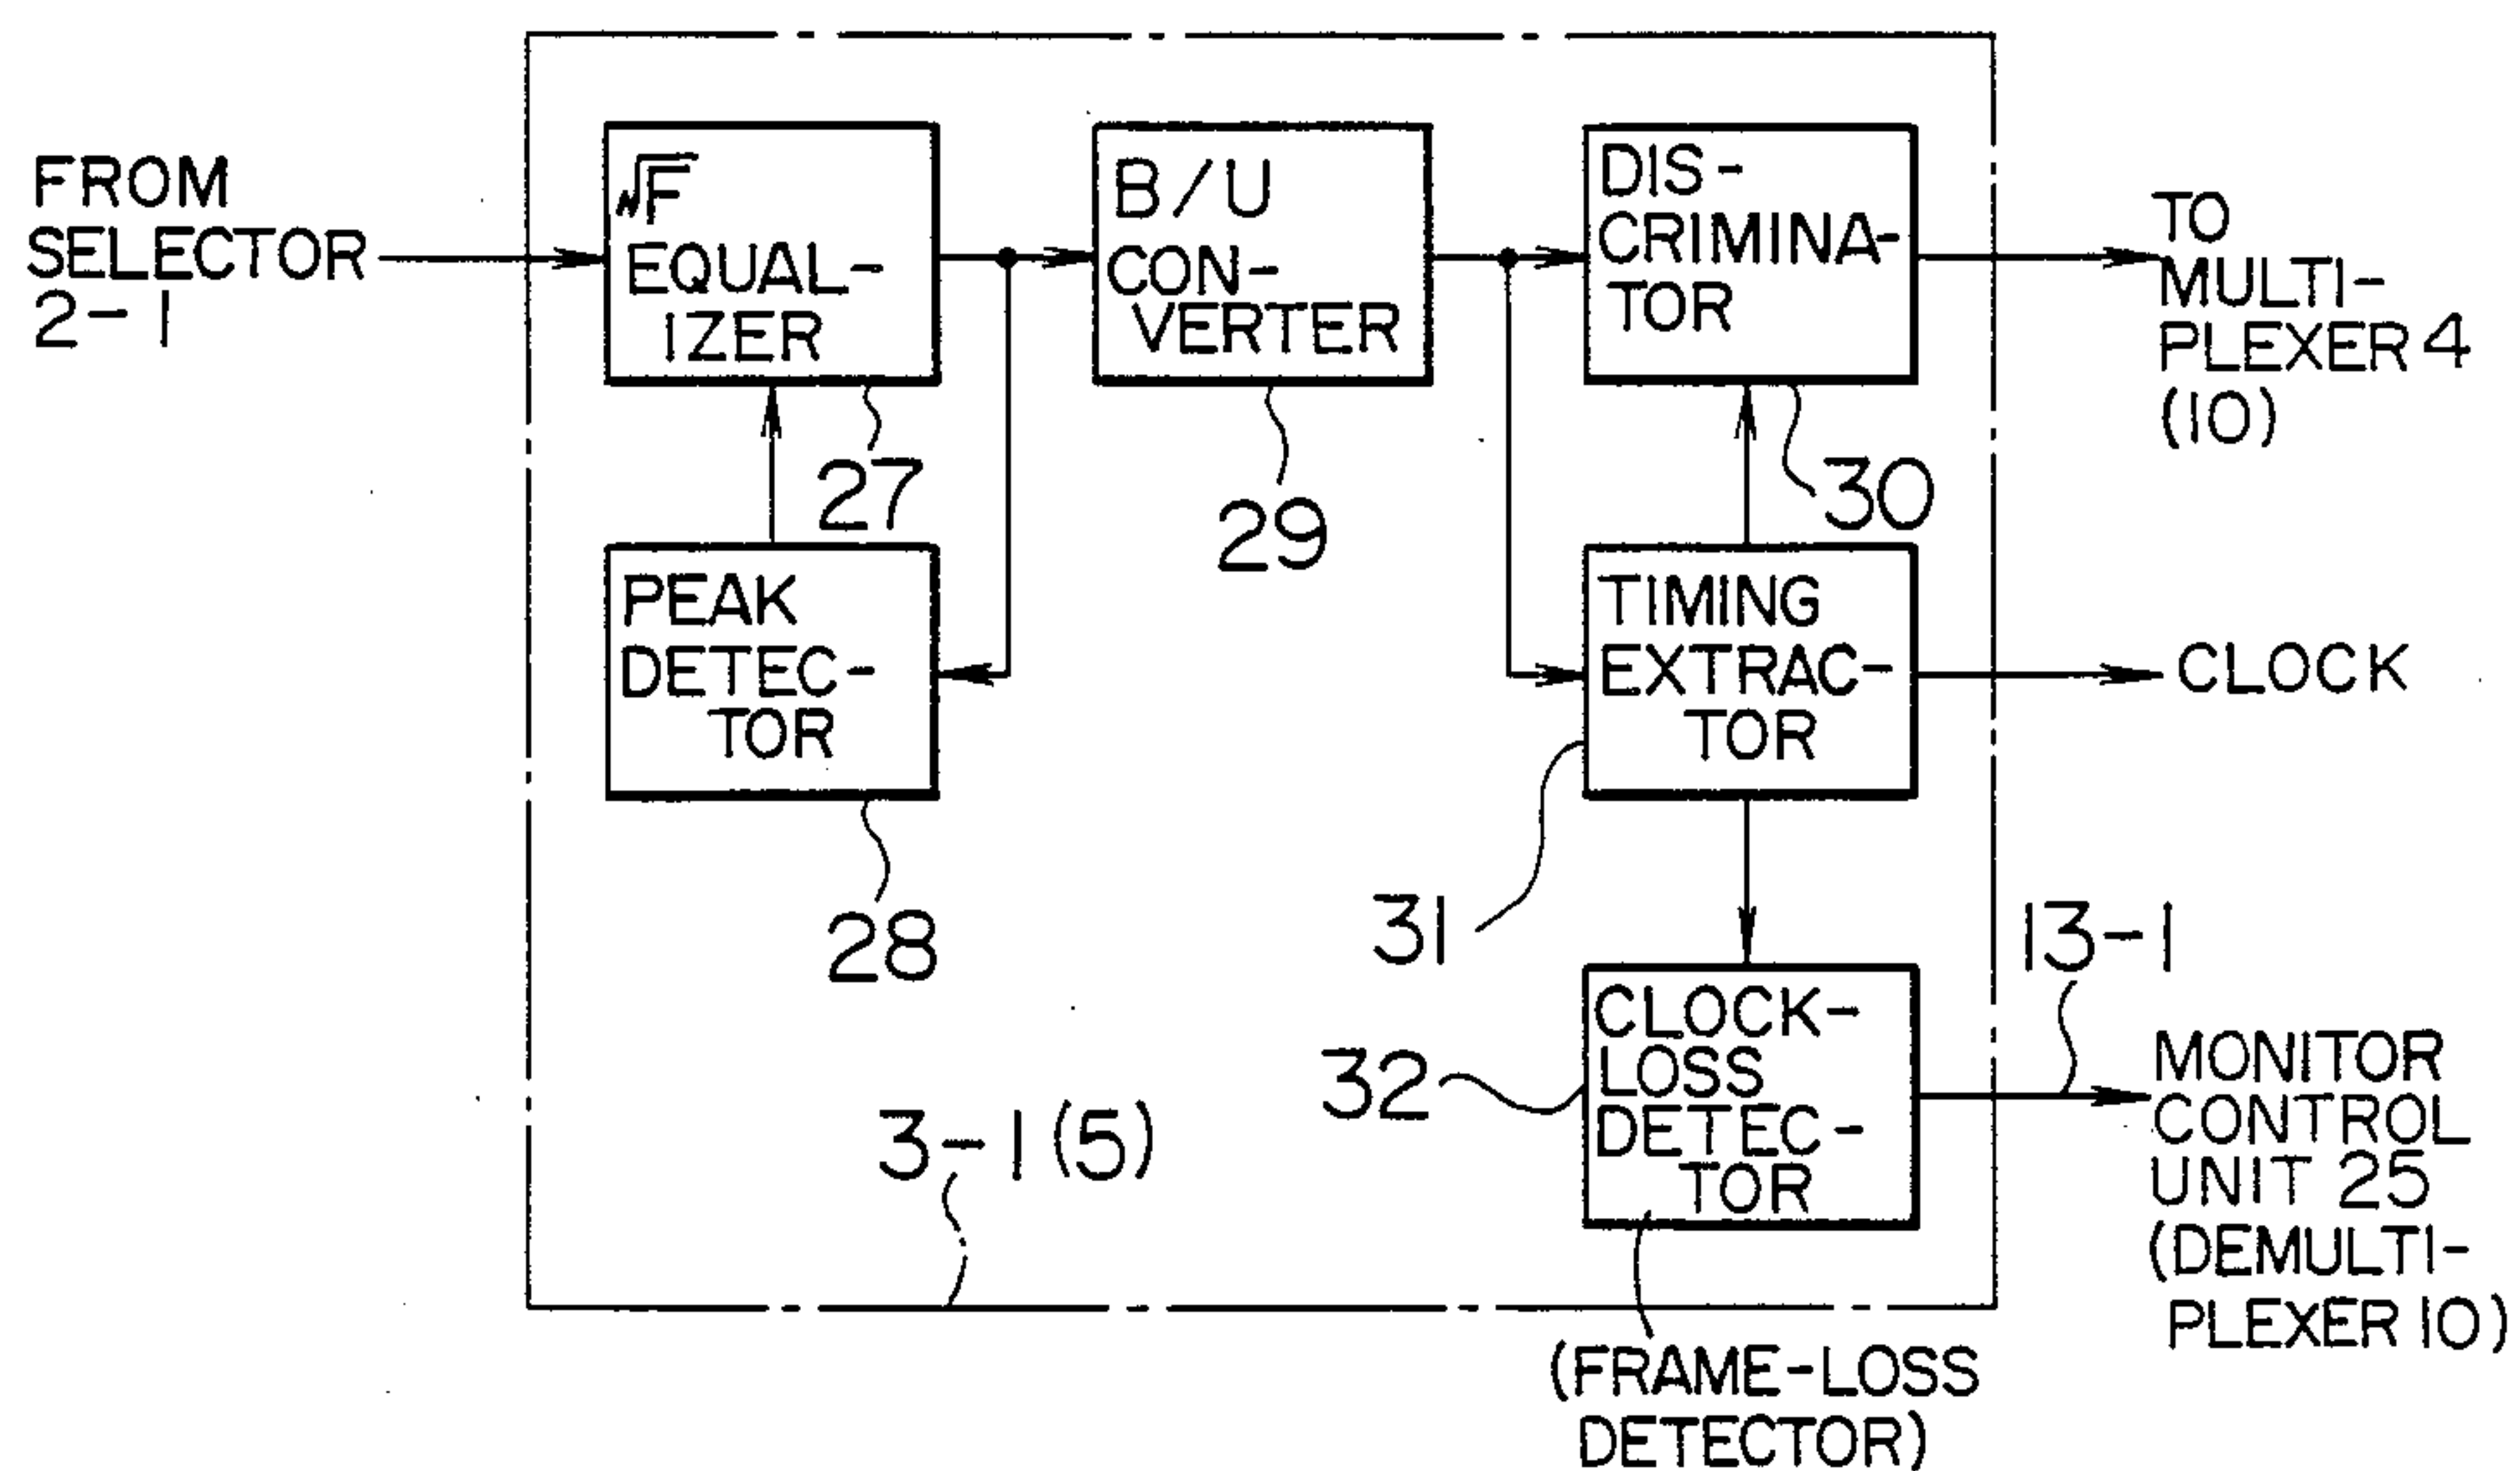 FROM
SELECTOR
2-1
√F
EQUAL-
IZER
27
B/U
CON-
VERTER
29
DIS-
CRIMINA-
TOR
30
TO
MULTI-
PLEXER 4
(10)
PEAK
DETEC-
TOR
28
TIMING
EXTRAC-
TOR
31
CLOCK
CLOCK-
LOSS
DETEC-
TOR
32
13-1
MONITOR
CONTROL
UNIT 25
(DEMULTI-
PLEXER 10)
3-1(5)
(FRAME-LOSS
DETECTOR)